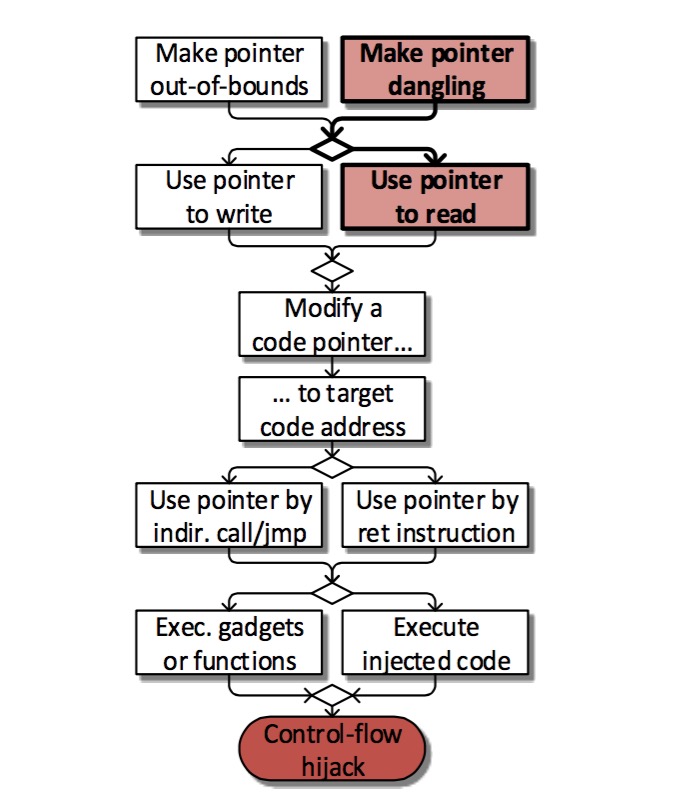 Make pointer
out-of-bounds
Make pointer
dangling
Use pointer
to write
Use pointer
to read
Modify a
code pointer...
... to target
code address
Use pointer by
indir. call/jmp
Use pointer by
ret instruction
Exec. gadgets
or functions
Execute
injected code
Control-flow
hijack